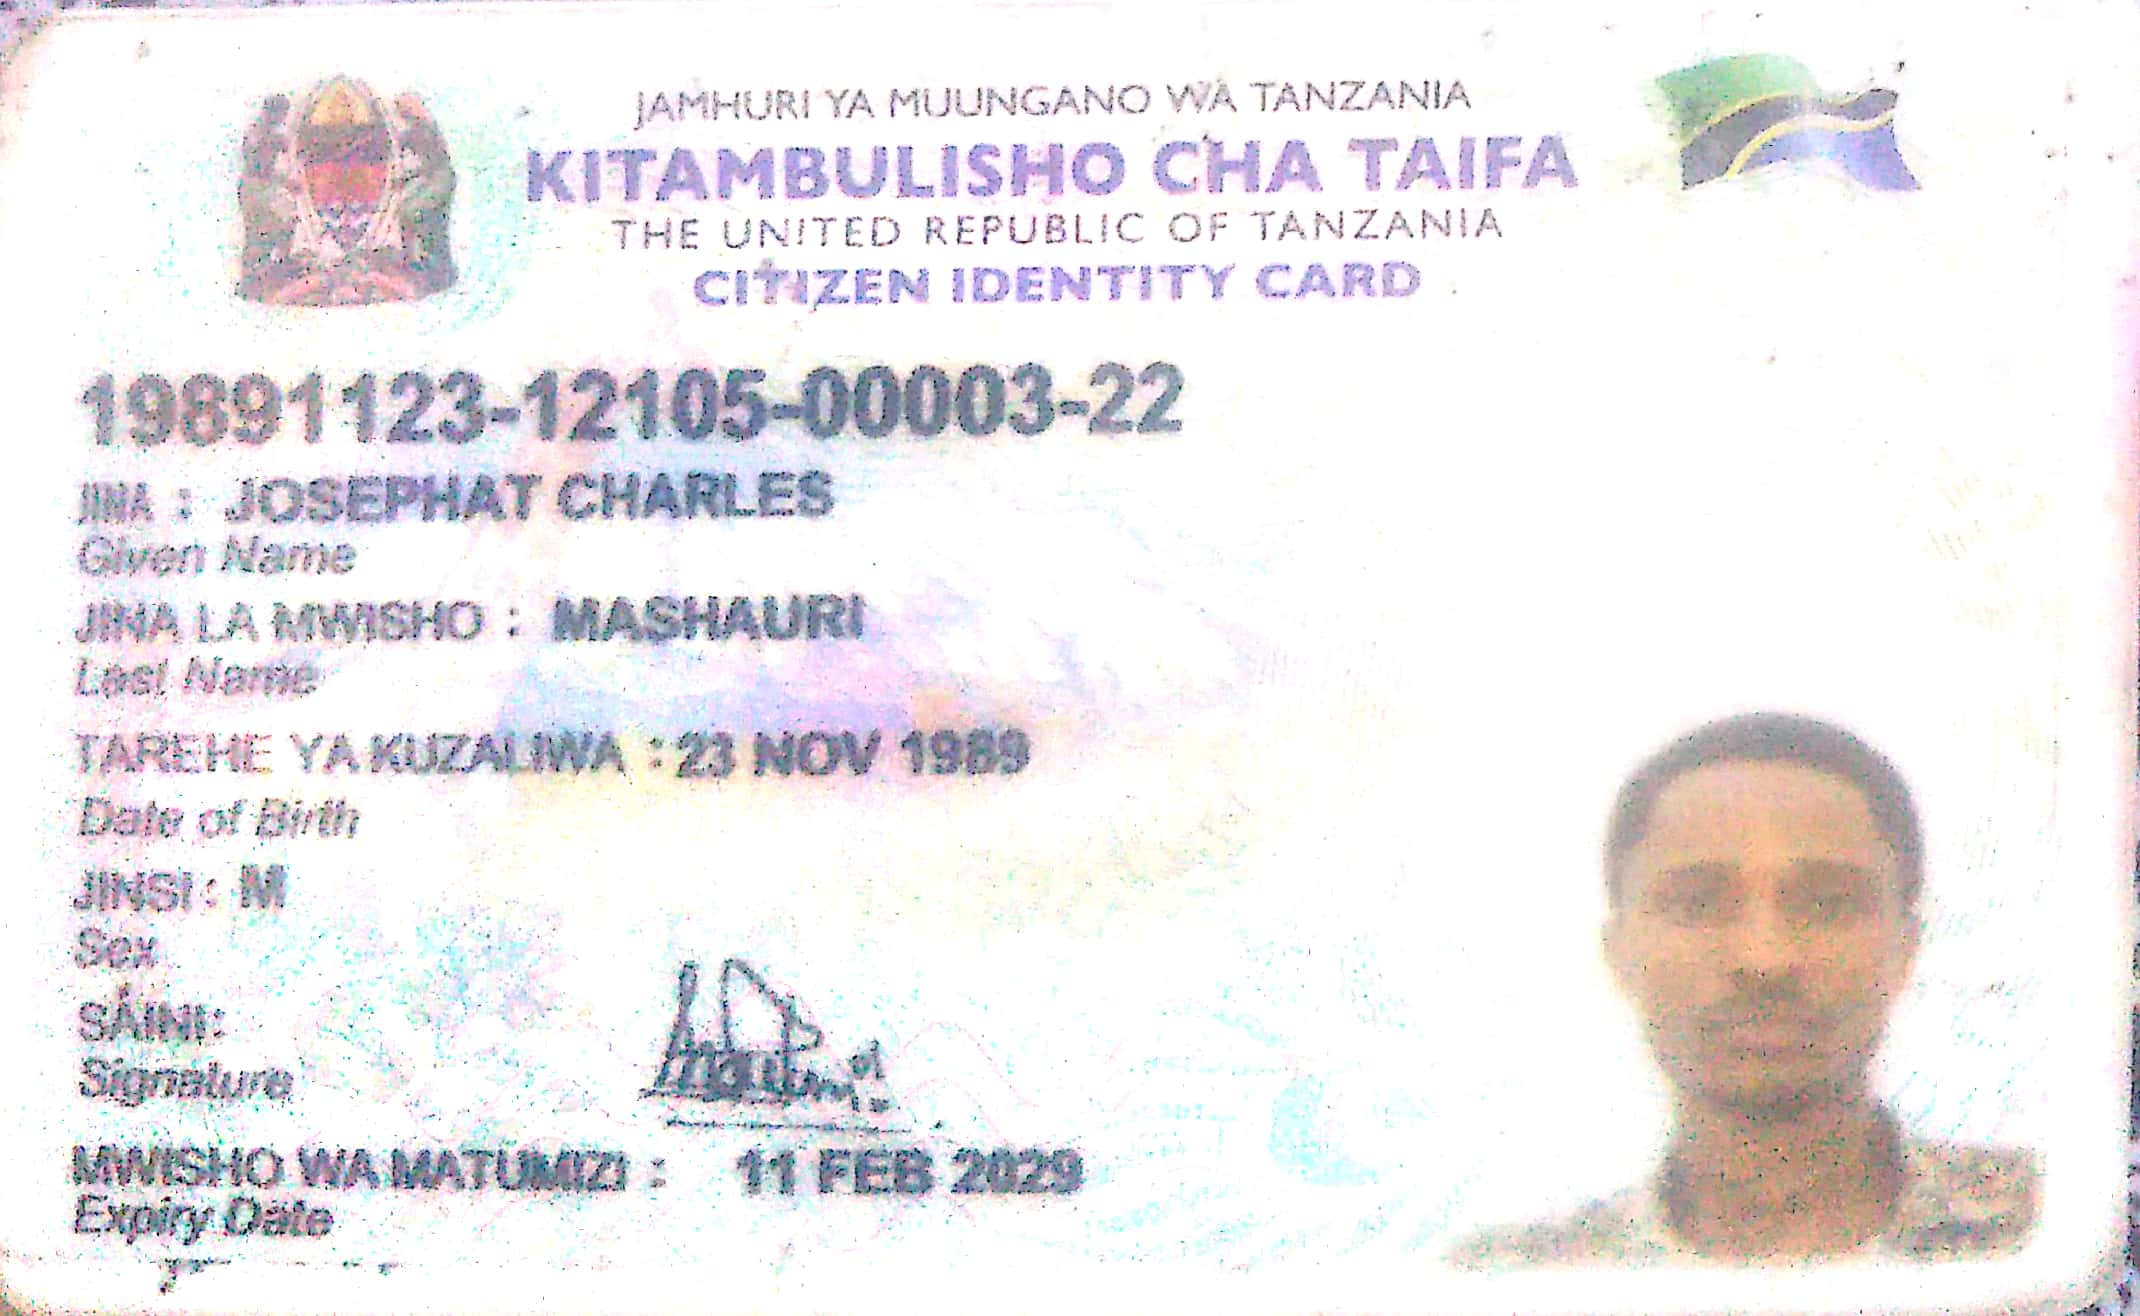 JAMHURI YA MUUNGANO WA TANZANIA
KITAMBULISHO CHA TAIFA
THE UNITED REPUBLIC OF TANZANIA
CITIZEN IDENTITY CARD
19891123-12105-00003-22
JINA : JOSEPHAT CHARLES
Given Name
JINA LA MWISHO : MASHAURI
Last Name
TAREHE YA KUZALIWA : 23 NOV 1989
Date of Birth
JINSI : M
Sex
SAINI:
Signature
MWISHO WA MATUMIZI : 11 FEB 2029
Expiry Date